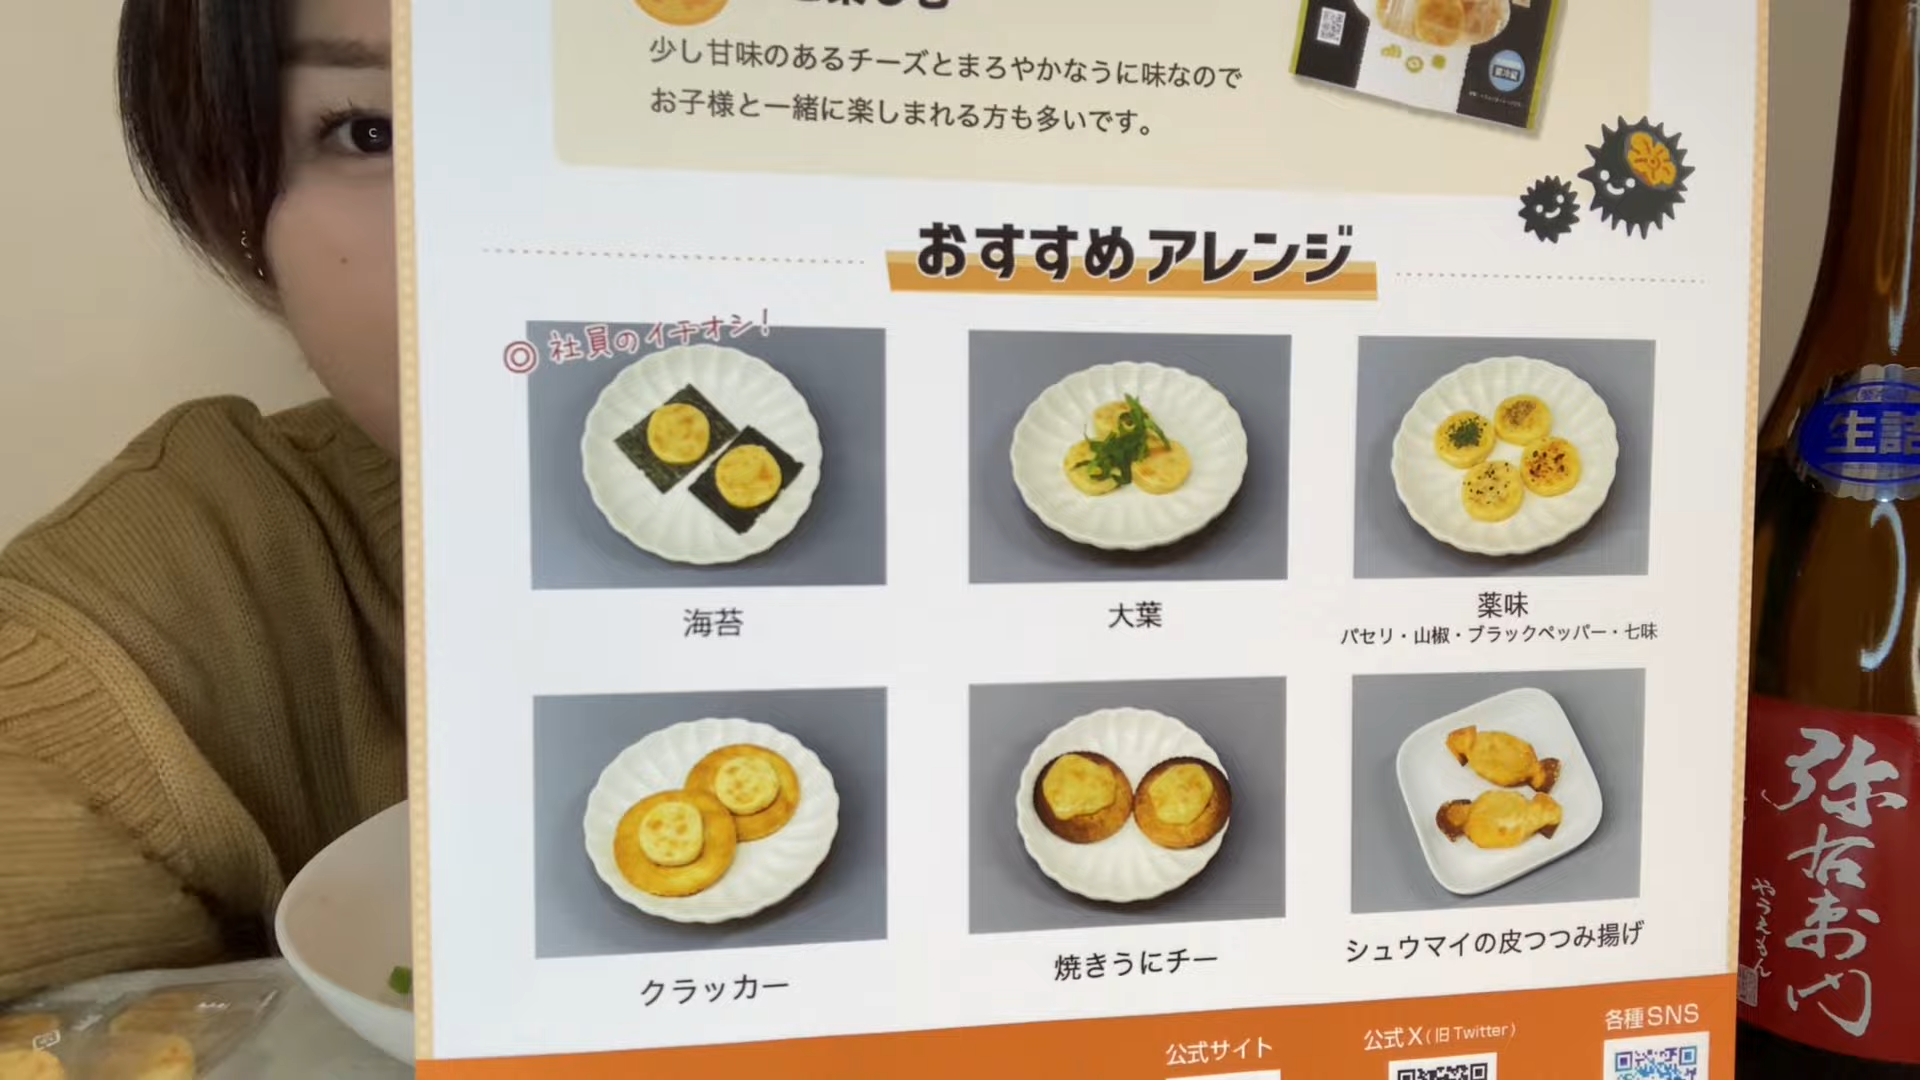 少し甘味のあるチーズとまろやかなうに味なので
お子様と一緒に楽しまれる方も多いです。
おすすめアレンジ
◎社員のイチオシ！
海苔
大葉
薬味
パセリ・山椒・ブラックペッパー・七味
クラッカー
焼きうにチー
シュウマイの皮つつみ揚げ
公式サイト
公式X(旧Twitter)
各種SNS
生詰
弥右衛門